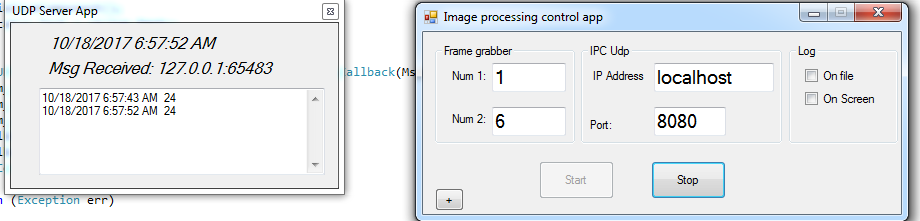 UDP Server App
10/18/2017 6:57:52 AM
Msg Received: 127.0.0.1:65483
10/18/2017 6:57:43 AM 24
10/18/2017 6:57:52 AM 24
allback(Ms
(Exception err)
Image processing control app
Frame grabber
Num 1: 1
Num 2: 6
IPC Udp
IP Address localhost
Port: 8080
Log
On file
On Screen
Start
Stop
+